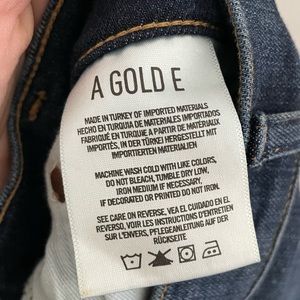 A GOLD E
MADE IN TURKEY OF IMPORTED MATERIALS
HECHO EN TURQUIA DE MATERIALES IMPORTADOS
FABRIQUÉ EN TURQUIE A PARTIR DE MATÉRIAUX
IMPORTÉS, IN DER TÜRKEI HERGESTELLT MIT
IMPORTIERTEN MATERIALIEN
MACHINE WASH COLD WITH LIKE COLORS,
DO NOT BLEACH, TUMBLE DRY LOW,
IRON MEDIUM IF NECESSARY.
IF DECORATED OR PRINTED DO NOT IRON.
SEE CARE ON REVERSE, VEA EL CUIDADO EN EL
REVERSO, VOIR LES INSTRUCTIONS D'ENTRETIEN
SUR L'ENVERS, PFLEGEANLEITUNG AUF DER
RÜCKSEITE